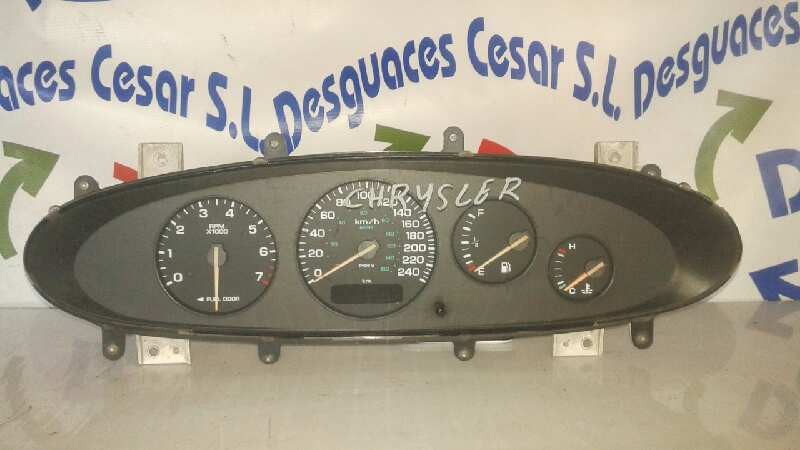 aces Cesar S.L. Desguaces Cesar S.L. De
CHRYSLER
2 3 4 5
1 6
0 7
RPM
X1000
FUEL DOOR
80 100 120
60 140
40 160
20 180
0 200
220
240
km/h
F
E
H
C